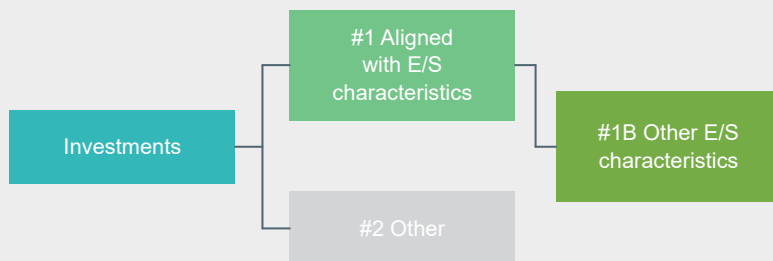 #1 Aligned
with E/S
characteristics
Investments
#1B Other E/S
characteristics
#2 Other